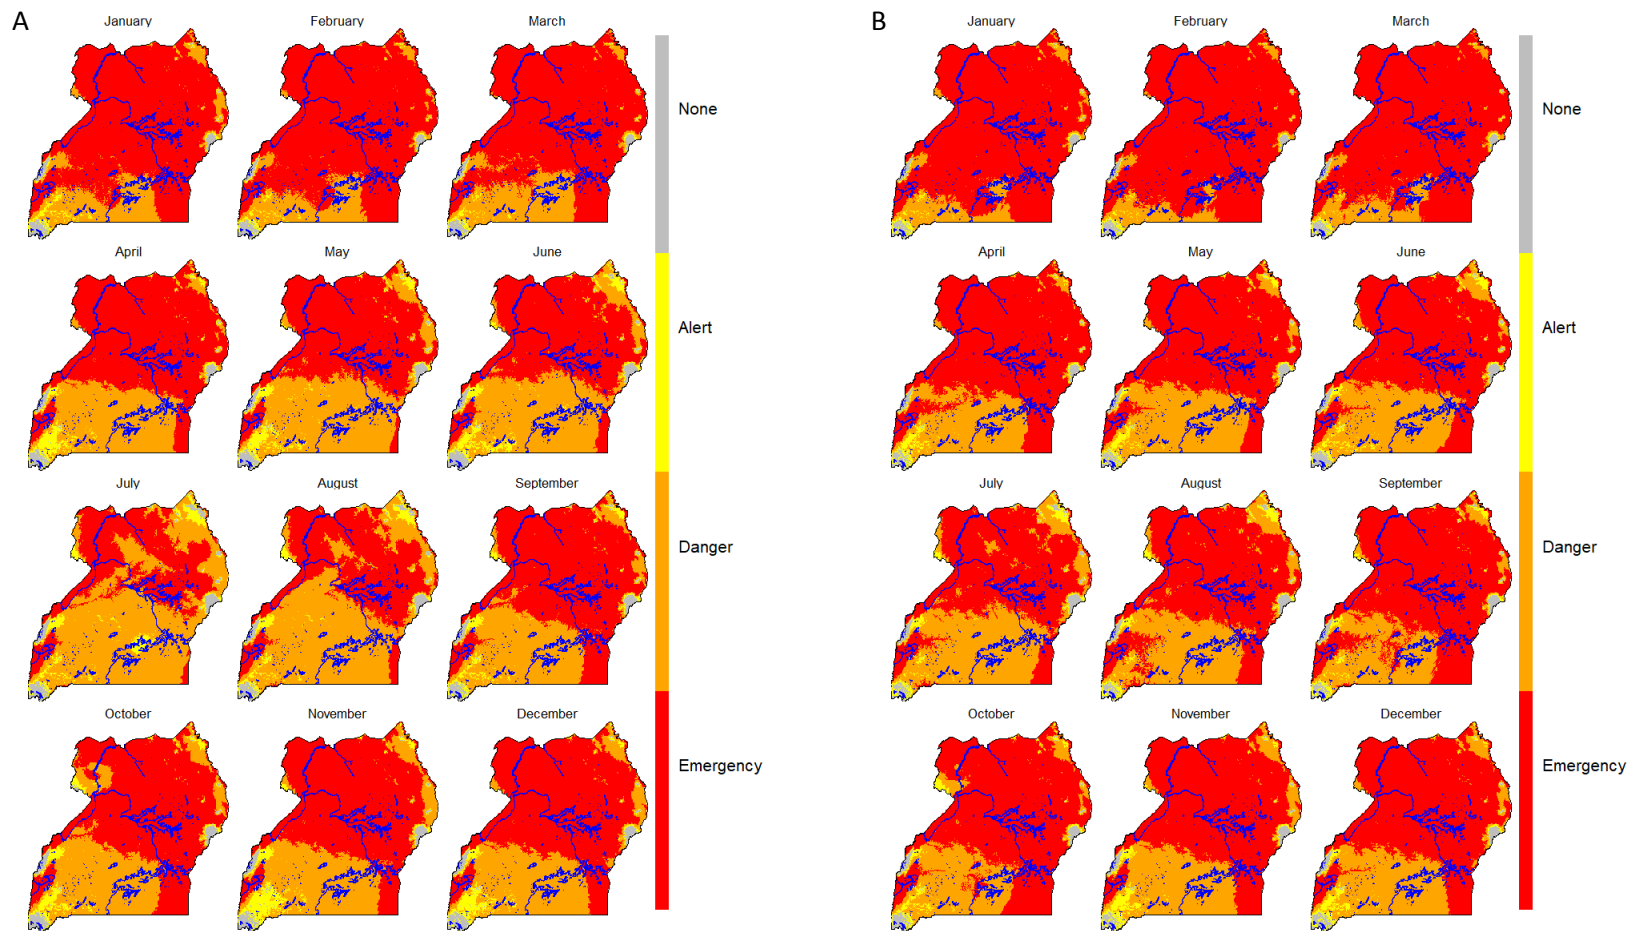 A
January February March
None
April May June
Alert
July August September
Danger
October November December
Emergency
B
January February March
None
April May June
Alert
July August September
Danger
October November December
Emergency